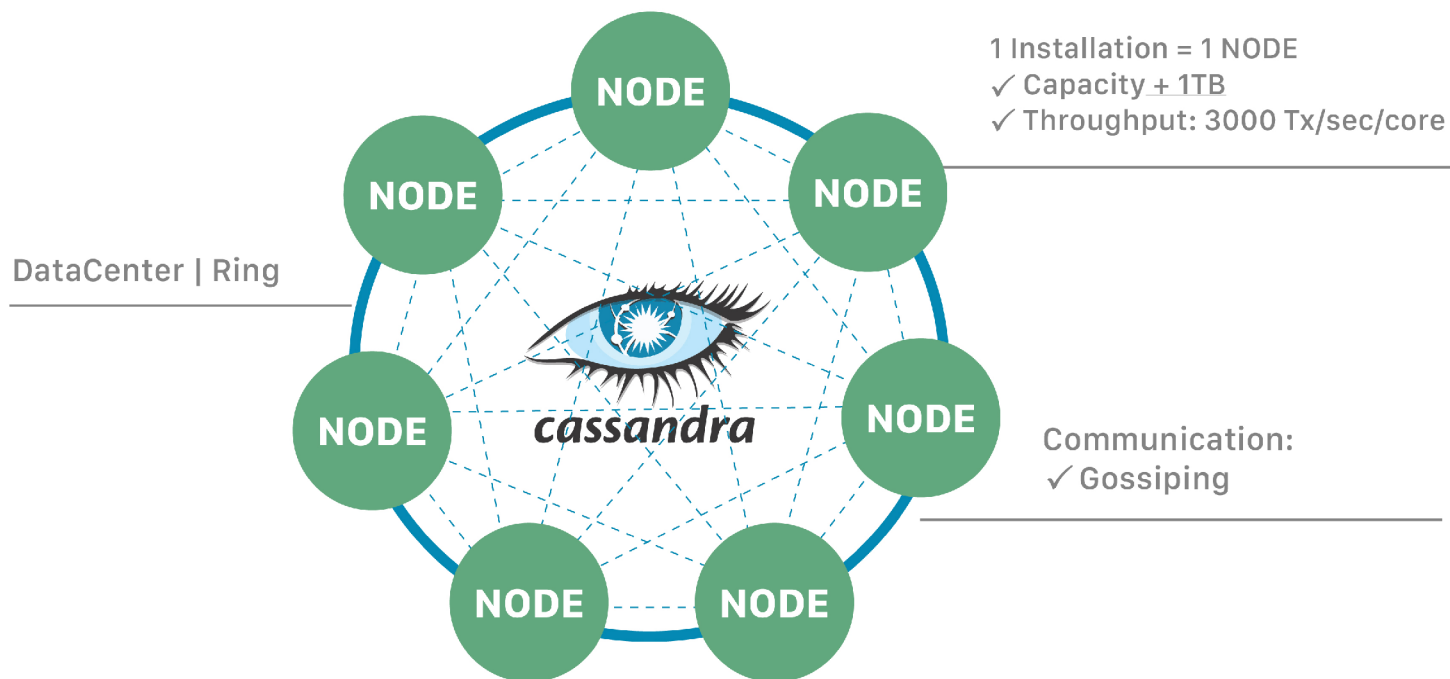 1 Installation = 1 NODE
✓ Capacity + 1TB
✓ Throughput: 3000 Tx/sec/core
NODE
NODE
NODE
DataCenter | Ring
cassandra
NODE
NODE
Communication:
✓ Gossiping
NODE
NODE